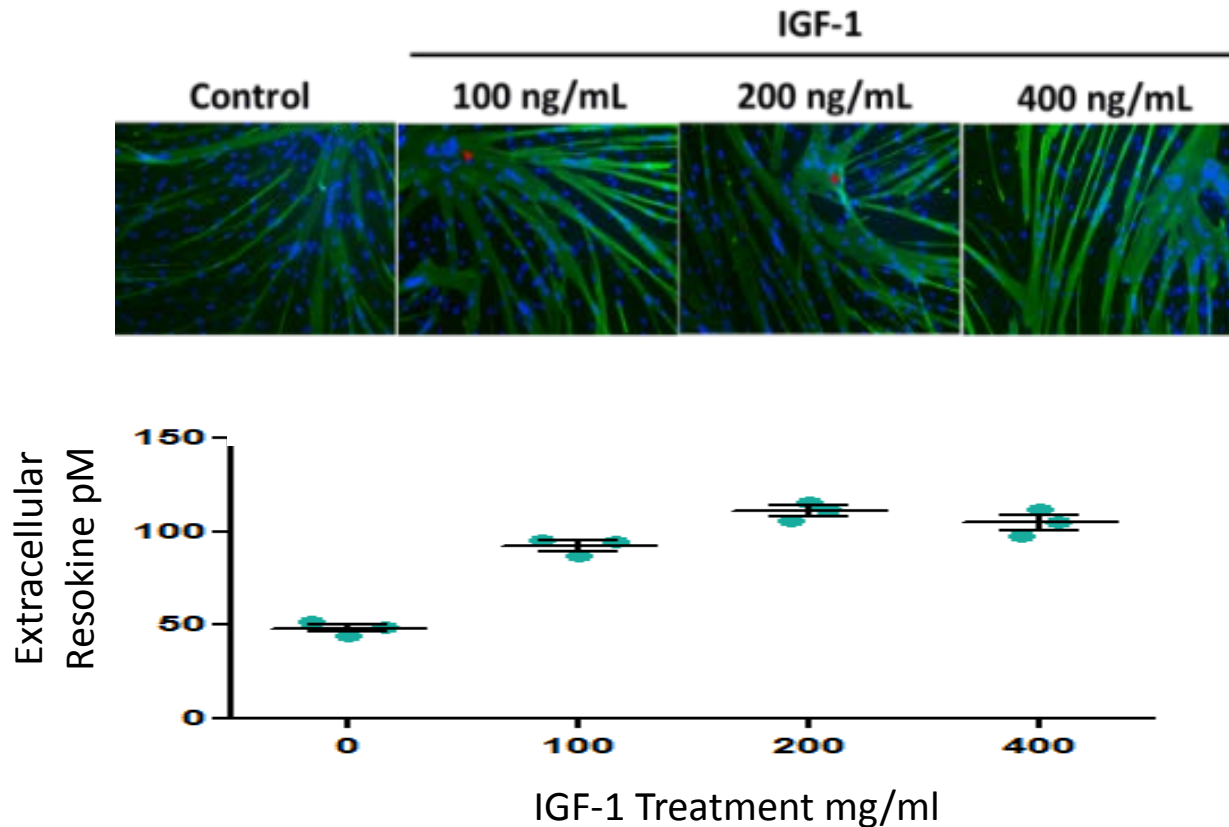 IGF-1
Control 100 ng/mL 200 ng/mL 400 ng/mL
150
100
50
0
Extracellular
Resokine pM
0 100 200 400
IGF-1 Treatment mg/ml